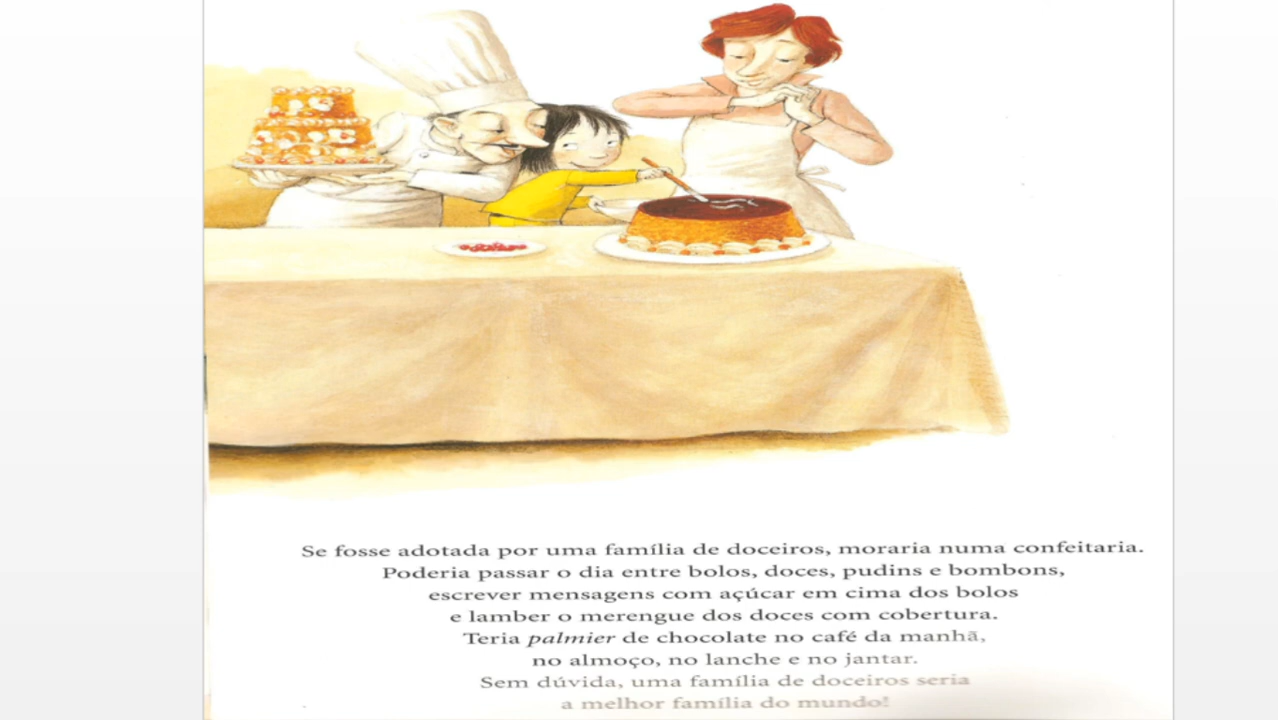 Se fosse adotada por uma família de doceiros, moraria numa confeitaria.
Poderia passar o dia entre bolos, doces, pudins e bombons,
escrever mensagens com açúcar em cima dos bolos
e lamber o merengue dos doces com cobertura.
Teria palmier de chocolate no café da manhã,
no almoço, no lanche e no jantar.
Sem dúvida, uma família de doceiros seria
a melhor família do mundo!